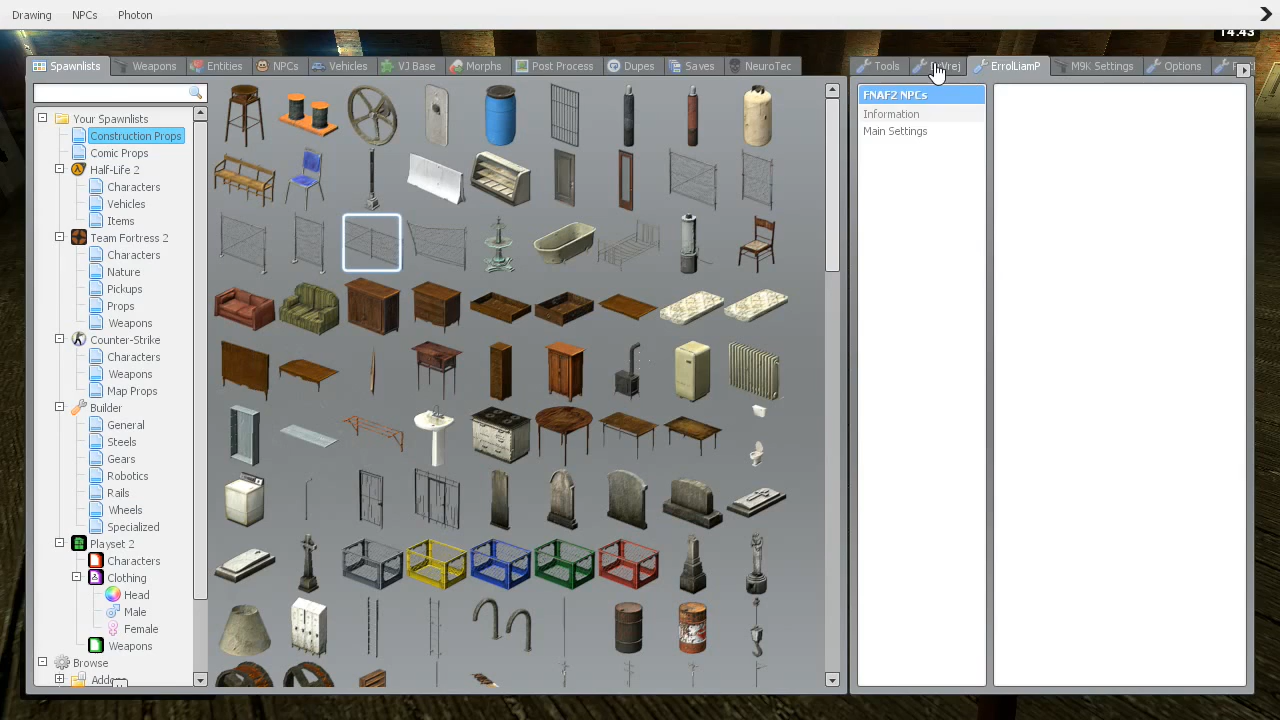 Drawing NPCs Photon
14:43
Spawnlists Weapons Entities NPCs Vehicles VJ Base Morphs Post Process Dupes Saves NeuroTec
Tools ErrolLiamP M9K Settings Options
Your Spawnlists
Construction Props
Comic Props
Half-Life 2
Characters
Vehicles
Items
Team Fortress 2
Characters
Nature
Pickups
Props
Weapons
Counter-Strike
Characters
Weapons
Map Props
Builder
General
Steels
Gears
Robotics
Rails
Wheels
Specialized
Playset 2
Characters
Clothing
Head
Male
Female
Weapons
Browse
FNAF2 NPCs
Information
Main Settings